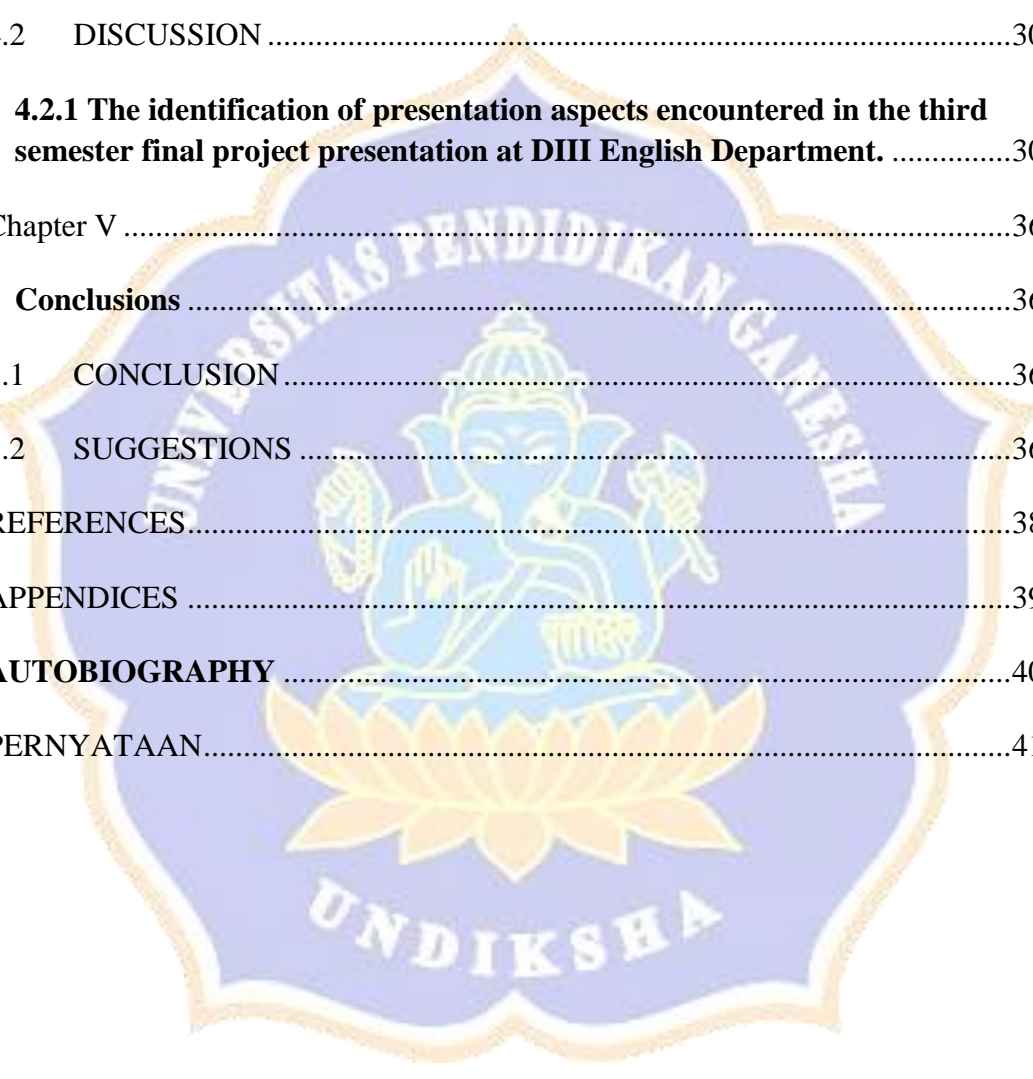 .2 DISCUSSION ........................................................................................30
4.2.1 The identification of presentation aspects encountered in the third
semester final project presentation at DIII English Department. ...............30
Chapter V ........................................................................................36
Conclusions ........................................................................................36
.1 CONCLUSION ........................................................................................36
.2 SUGGESTIONS ........................................................................................36
REFERENCES........................................................................................38
APPENDICES ........................................................................................39
AUTOBIOGRAPHY ........................................................................................40
PERNYATAAN........................................................................................41
UNIVERSITAS PENDIDIKAN GANESHA
UNDIKSHA